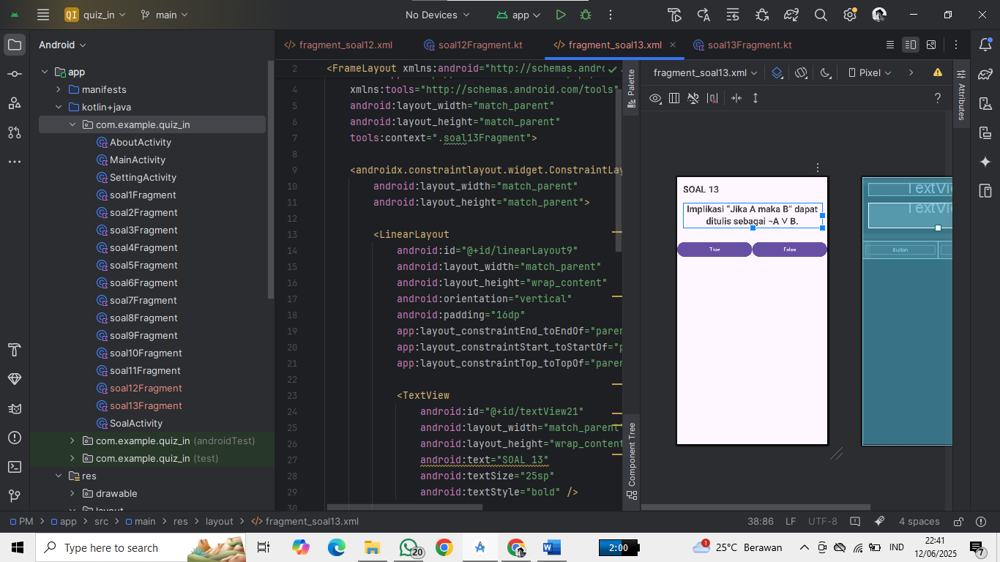 QI quiz_in main No Devices app
Android
fragment_soal12.xml soal12Fragment.kt fragment_soal13.xml soal13Fragment.kt
app
manifests
kotlin+java
com.example.quiz_in
AboutActivity
MainActivity
SettingActivity
soal1Fragment
soal2Fragment
soal3Fragment
soal4Fragment
soal5Fragment
soal6Fragment
soal7Fragment
soal8Fragment
soal9Fragment
soal10Fragment
soal11Fragment
soal12Fragment
soal13Fragment
SoalActivity
com.example.quiz_in (androidTest)
com.example.quiz_in (test)
res
drawable
layout
2 <FrameLayout xmlns:android="http://schemas.andro
4 xmlns:tools="http://schemas.android.com/tools"
5 android:layout_width="match_parent"
6 android:layout_height="match_parent"
7 tools:context=".soal13Fragment">
8
9 <androidx.constraintlayout.widget.ConstraintLay
10 android:layout_width="match_parent"
11 android:layout_height="match_parent">
12
13 <LinearLayout
14 android:id="@+id/linearLayout9"
15 android:layout_width="match_parent"
16 android:layout_height="wrap_content"
17 android:orientation="vertical"
18 android:padding="16dp"
19 app:layout_constraintEnd_toEndOf="paren
20 app:layout_constraintStart_toStartOf="p
21 app:layout_constraintTop_toTopOf="paren
22
23 <TextView
24 android:id="@+id/textView21"
25 android:layout_width="match_parent"
26 android:layout_height="wrap_content
27 android:text="SOAL 13"
28 android:textSize="25sp"
29 android:textStyle="bold" />
30
Palette
Component Tree
fragment_soal13.xml Pixel
Attributes
?
SOAL 13
Implikasi “Jika A maka B” dapat
ditulis sebagai ¬A ∨ B.
True False
TextVie
TextVie
Button
PM > app > src > main > res > layout > fragment_soal13.xml 38:86 LF UTF-8 4 spaces
Type here to search 20 2:00 1 25°C Berawan IND 22:41
12/06/2025 7